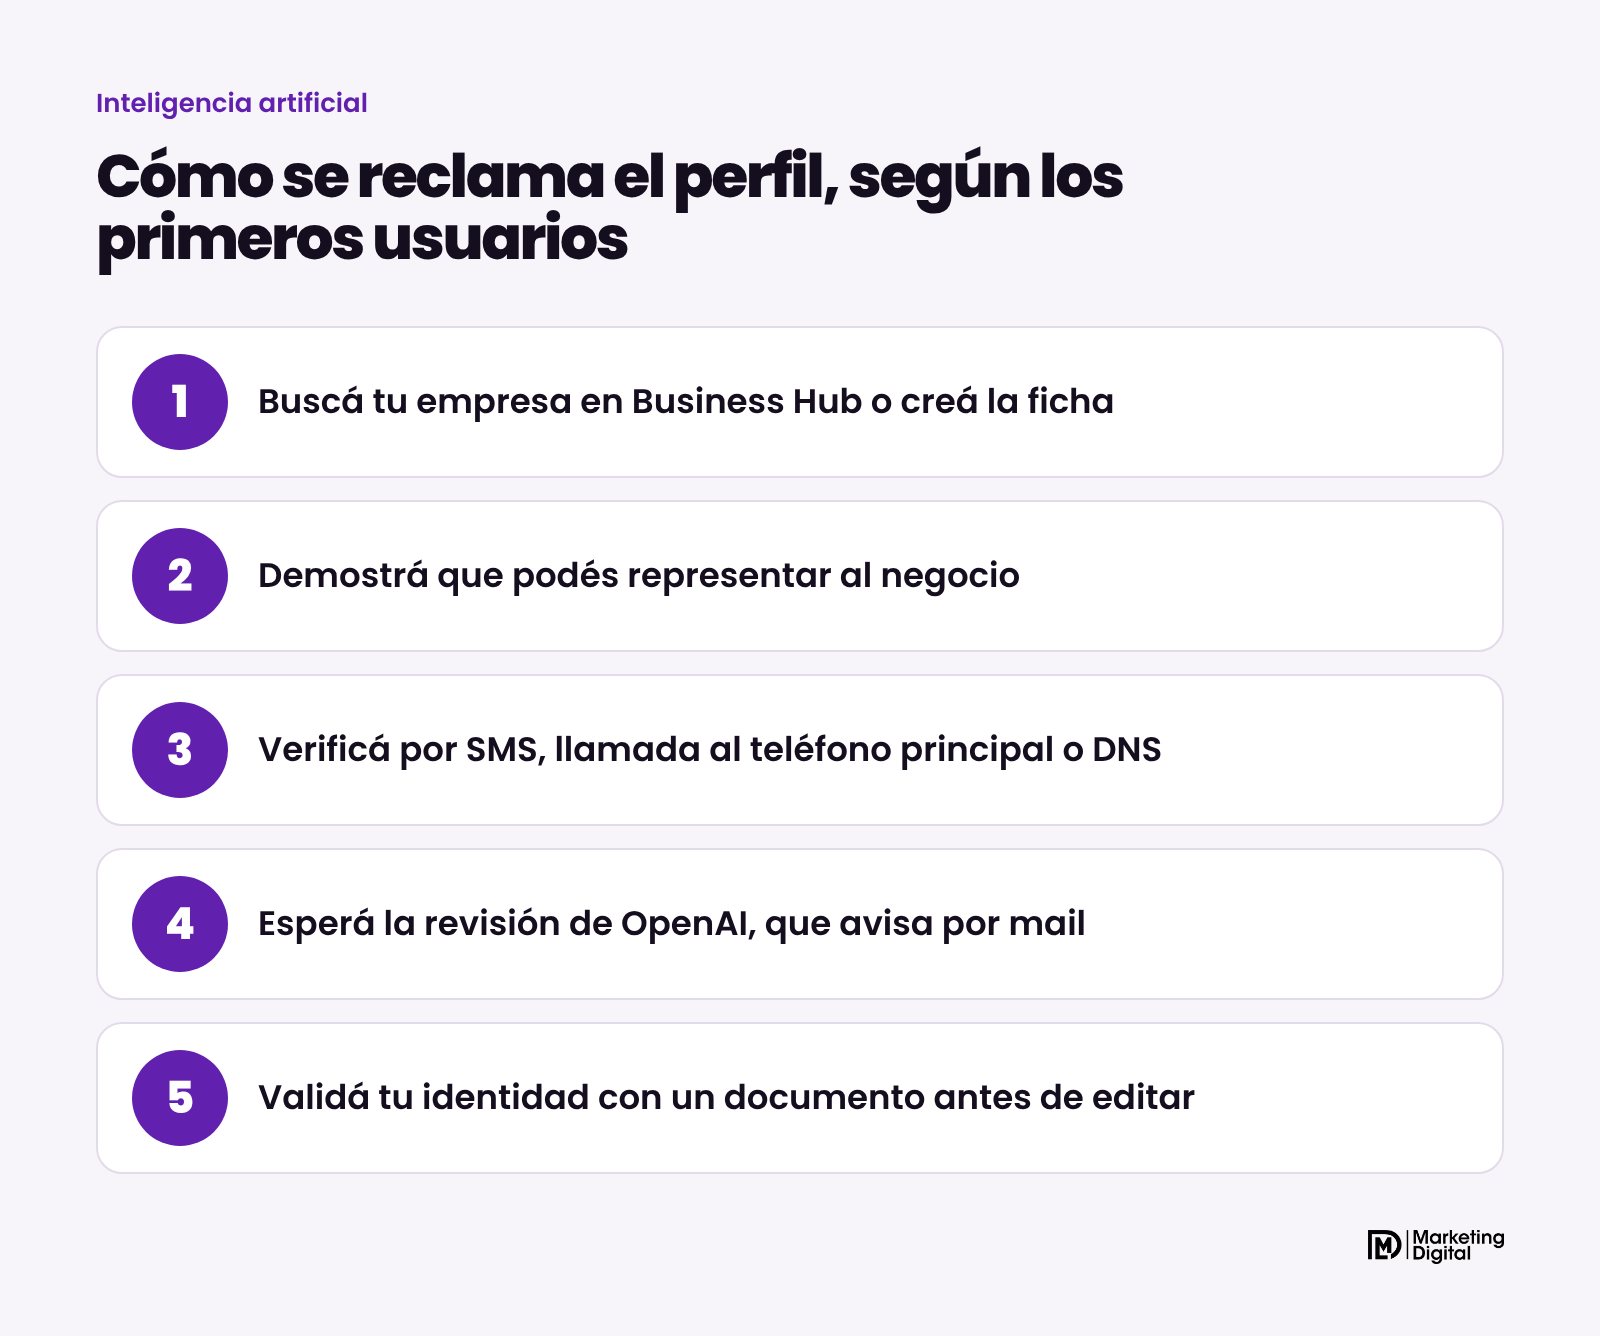 Inteligencia artificial
Cómo se reclama el perfil, según los
primeros usuarios
1
Buscá tu empresa en Business Hub o creá la ficha
2
Demostrá que podés representar al negocio
3
Verificá por SMS, llamada al teléfono principal o DNS
4
Esperá la revisión de OpenAI, que avisa por mail
5
Validá tu identidad con un documento antes de editar
DM
Marketing
Digital